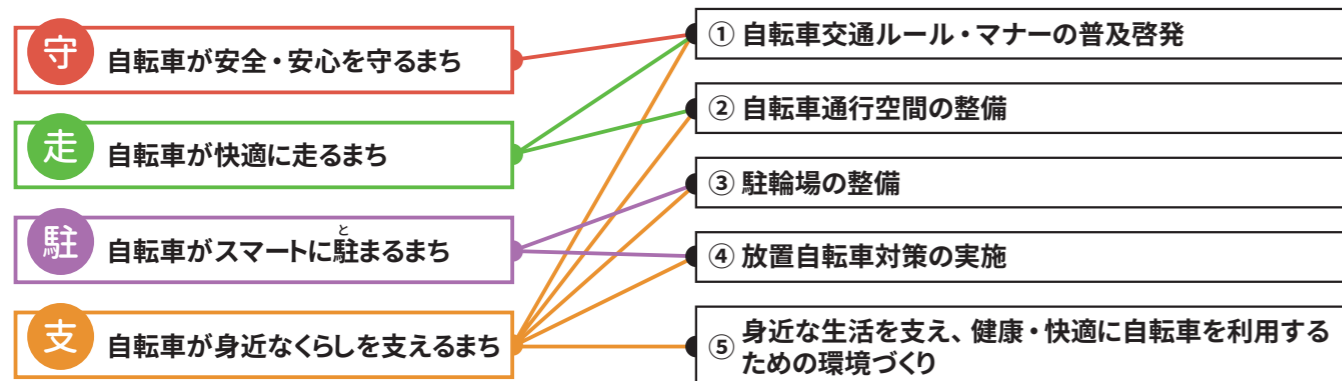 守 自転車が安全・安心を守るまち
走 自転車が快適に走るまち
駐 自転車がスマートに駐まるまち
と
支 自転車が身近なくらしを支えるまち
① 自転車交通ルール・マナーの普及啓発
② 自転車通行空間の整備
③ 駐輪場の整備
④ 放置自転車対策の実施
⑤ 身近な生活を支え、健康・快適に自転車を利用する
ための環境づくり